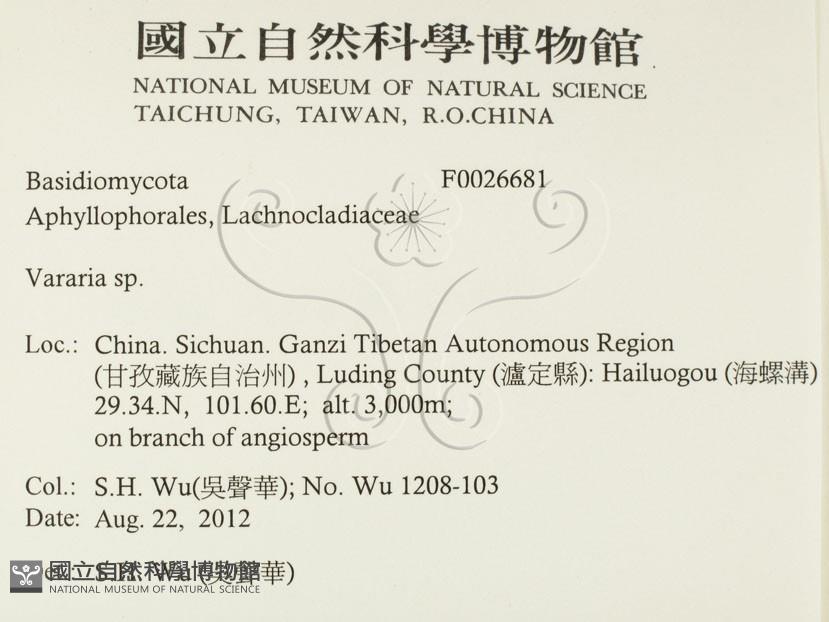 國立自然科學博物館
NATIONAL MUSEUM OF NATURAL SCIENCE
TAICHUNG, TAIWAN, R.O.CHINA
Basidiomycota F0026681
Aphyllophorales, Lachnocladiaceae
Vararia sp.
Loc.: China. Sichuan. Ganzi Tibetan Autonomous Region
(甘孜藏族自治州) , Luding County (瀘定縣): Hailuogou (海螺溝)
29.34.N, 101.60.E; alt. 3,000m;
on branch of angiosperm
Col.: S.H. Wu(吳聲華); No. Wu 1208-103
Date: Aug. 22, 2012
S.H. Wu (吳聲華)
國立自然科學博物館
NATIONAL MUSEUM OF NATURAL SCIENCE